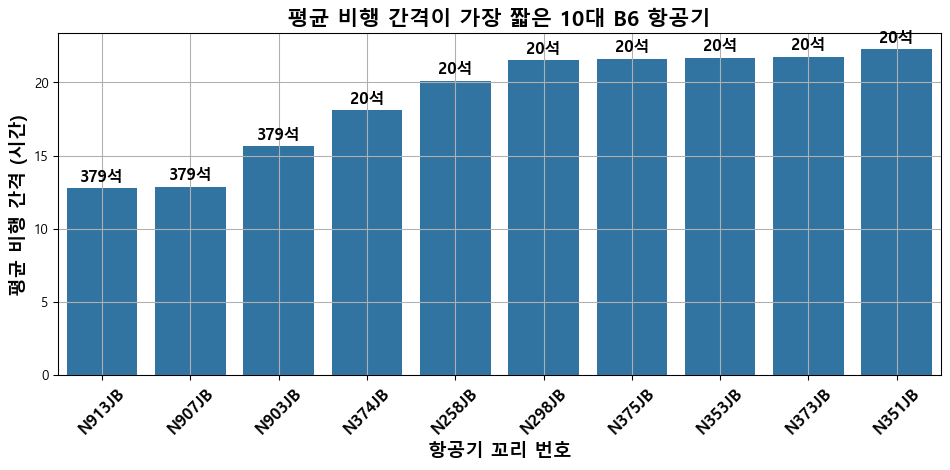 평균 비행 간격이 가장 짧은 10대 B6 항공기
평균 비행 간격 (시간)
20
15
10
5
0
379석
379석
379석
20석
20석
20석
20석
20석
20석
20석
N913JB
N907JB
N903JB
N374JB
N258JB
N298JB
N375JB
N353JB
N373JB
N351JB
항공기 꼬리 번호